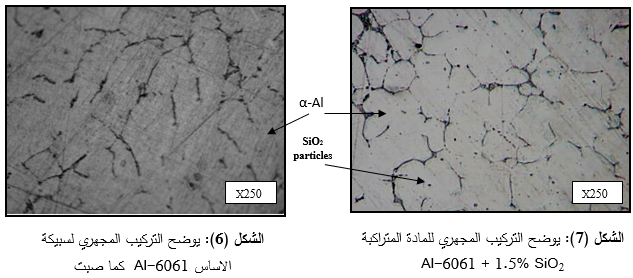 α-Al
SiO₂
particles
X250
X250
الشكل (6): يوضح التركيب المجهري لسبيكة
الاساس Al-6061 كما صبت
الشكل (7): يوضح التركيب المجهري للمادة المتراكبة
Al-6061 + 1.5% SiO₂